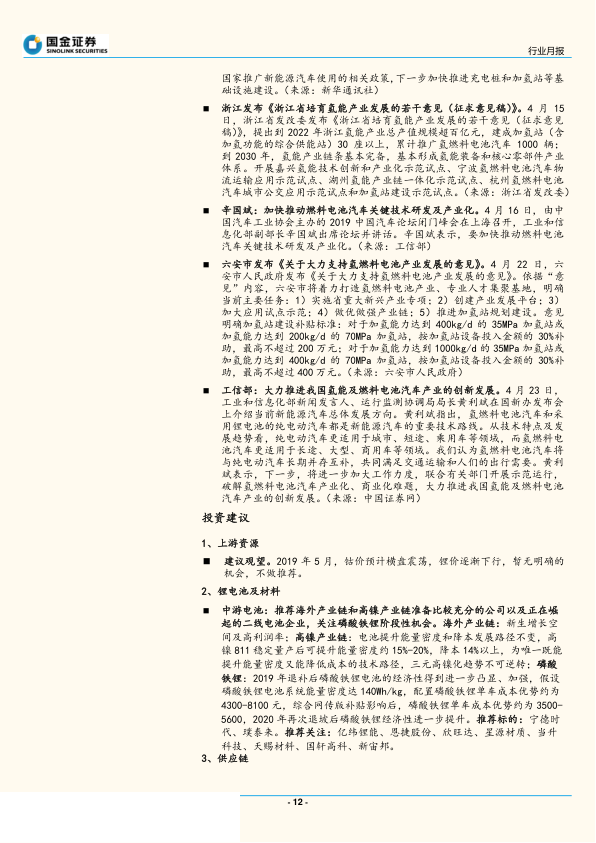 国金证券
SINOLINK SECURITIES
行业月报
国家推广新能源汽车使用的相关政策,下一步加快推进充电桩和加氢站等基
础设施建设。（来源：新华通讯社）
■ 浙江发布《浙江省培育氢能产业发展的若干意见（征求意见稿）》。4 月 15
日，浙江省发改委发布《浙江省培育氢能产业发展的若干意见（征求意见
稿）》，提出到 2022 年浙江氢能产业总产值规模超百亿元，建成加氢站（含
加氢功能的综合供能站）30 座以上，累计推广氢燃料电池汽车 1000 辆；
到 2030 年，氢能产业链条基本完备，基本形成氢能装备和核心零部件产业
体系。开展嘉兴氢能技术创新和产业化示范试点、宁波氢燃料电池汽车物
流运输应用示范试点、湖州氢能产业链一体化示范试点、杭州氢燃料电池
汽车城市公交应用示范试点和加氢站建设示范试点。（来源：浙江省发改委）
■ 辛国斌：加快推动燃料电池汽车关键技术研发及产业化。4 月 16 日，由中
国汽车工业协会主办的 2019 中国汽车论坛闭门峰会在上海召开，工业和信
息化部副部长辛国斌出席论坛并讲话。辛国斌表示，要加快推动燃料电池
汽车关键技术研发及产业化。（来源：工信部）
■ 六安市发布《关于大力支持氢燃料电池产业发展的意见》。4 月 22 日，六
安市人民政府发布《关于大力支持氢燃料电池产业发展的意见》。依据“意
见”内容，六安市将着力打造氢燃料电池产业、专业人才集聚基地，明确
当前主要任务：1）实施省重大新兴产业专项；2）创建产业发展平台；3）
加大应用试点示范；4）做优做强产业链；5）推进加氢站规划建设。意见
明确加氢站建设补贴标准：对于加氢能力达到 400kg/d 的 35MPa 加氢站或
加氢能力达到 200kg/d 的 70MPa 加氢站，按加氢站设备投入金额的 30%补
助，最高不超过 200 万元；对于加氢能力达到 1000kg/d 的 35MPa 加氢站或
加氢能力达到 400kg/d 的 70MPa 加氢站，按加氢站设备投入金额的 30%补
助，最高不超过 400 万元。（来源：六安市人民政府）
■ 工信部：大力推进我国氢能及燃料电池汽车产业的创新发展。4 月 23 日，
工业和信息化部新闻发言人、运行监测协调局局长黄利斌在国新办发布会
上介绍当前新能源汽车总体发展方向。黄利斌指出，氢燃料电池汽车和采
用锂电池的纯电动汽车都是新能源汽车的重要技术路线。从技术特点及发
展趋势看，纯电动汽车更适用于城市、短途、乘用车等领域，而氢燃料电
池汽车更适用于长途、大型、商用车等领域。我们认为氢燃料电池汽车将
与纯电动汽车长期并存互补，共同满足交通运输和人们的出行需要。黄利
斌表示，下一步，将进一步加大工作力度，联合有关部门开展示范运行，
破解氢燃料电池汽车产业化、商业化难题，大力推进我国氢能及燃料电池
汽车产业的创新发展。（来源：中国证券网）
投资建议
1、上游资源
■ 建议观望。2019 年 5 月，钴价预计横盘震荡，锂价逐渐下行，暂无明确的
机会，不做推荐。
2、锂电池及材料
■ 中游电池：推荐海外产业链和高镍产业链准备比较充分的公司以及正在崛
起的二线电池企业，关注磷酸铁锂阶段性机会。海外产业链：新生增长空
间及高利润率；高镍产业链：电池提升能量密度和降本发展路径不变，高
镍 811 稳定量产后可提升能量密度约 15%-20%，降本 14%以上，为唯一既能
提升能量密度又能降低成本的技术路径，三元高镍化趋势不可逆转；磷酸
铁锂：2019 年退补后磷酸铁锂电池的经济性得到进一步凸显、加强，假设
磷酸铁锂电池系统能量密度达 140Wh/kg，配置磷酸铁锂单车成本优势约为
4300-8100 元，综合网传版补贴影响后，磷酸铁锂单车成本优势约为 3500-
5600，2020 年再次退坡后磷酸铁锂经济性进一步提升。推荐标的：宁德时
代、璞泰来。推荐关注：亿纬锂能、恩捷股份、欣旺达、星源材质、当升
科技、天赐材料、国轩高科、新宙邦。
3、供应链
- 12 -